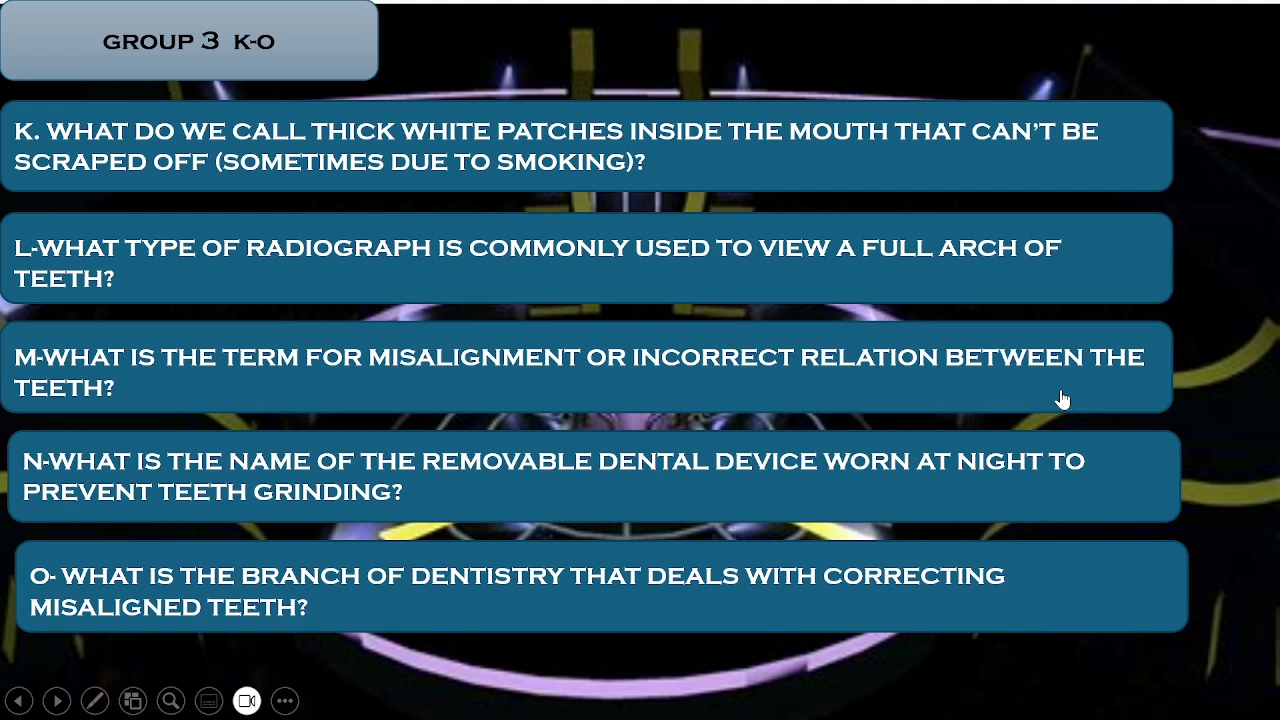 GROUP 3 K-O
K. WHAT DO WE CALL THICK WHITE PATCHES INSIDE THE MOUTH THAT CAN'T BE
SCRAPED OFF (SOMETIMES DUE TO SMOKING)?
L-WHAT TYPE OF RADIOGRAPH IS COMMONLY USED TO VIEW A FULL ARCH OF
TEETH?
M-WHAT IS THE TERM FOR MISALIGNMENT OR INCORRECT RELATION BETWEEN THE
TEETH?
N-WHAT IS THE NAME OF THE REMOVABLE DENTAL DEVICE WORN AT NIGHT TO
PREVENT TEETH GRINDING?
O- WHAT IS THE BRANCH OF DENTISTRY THAT DEALS WITH CORRECTING
MISALIGNED TEETH?